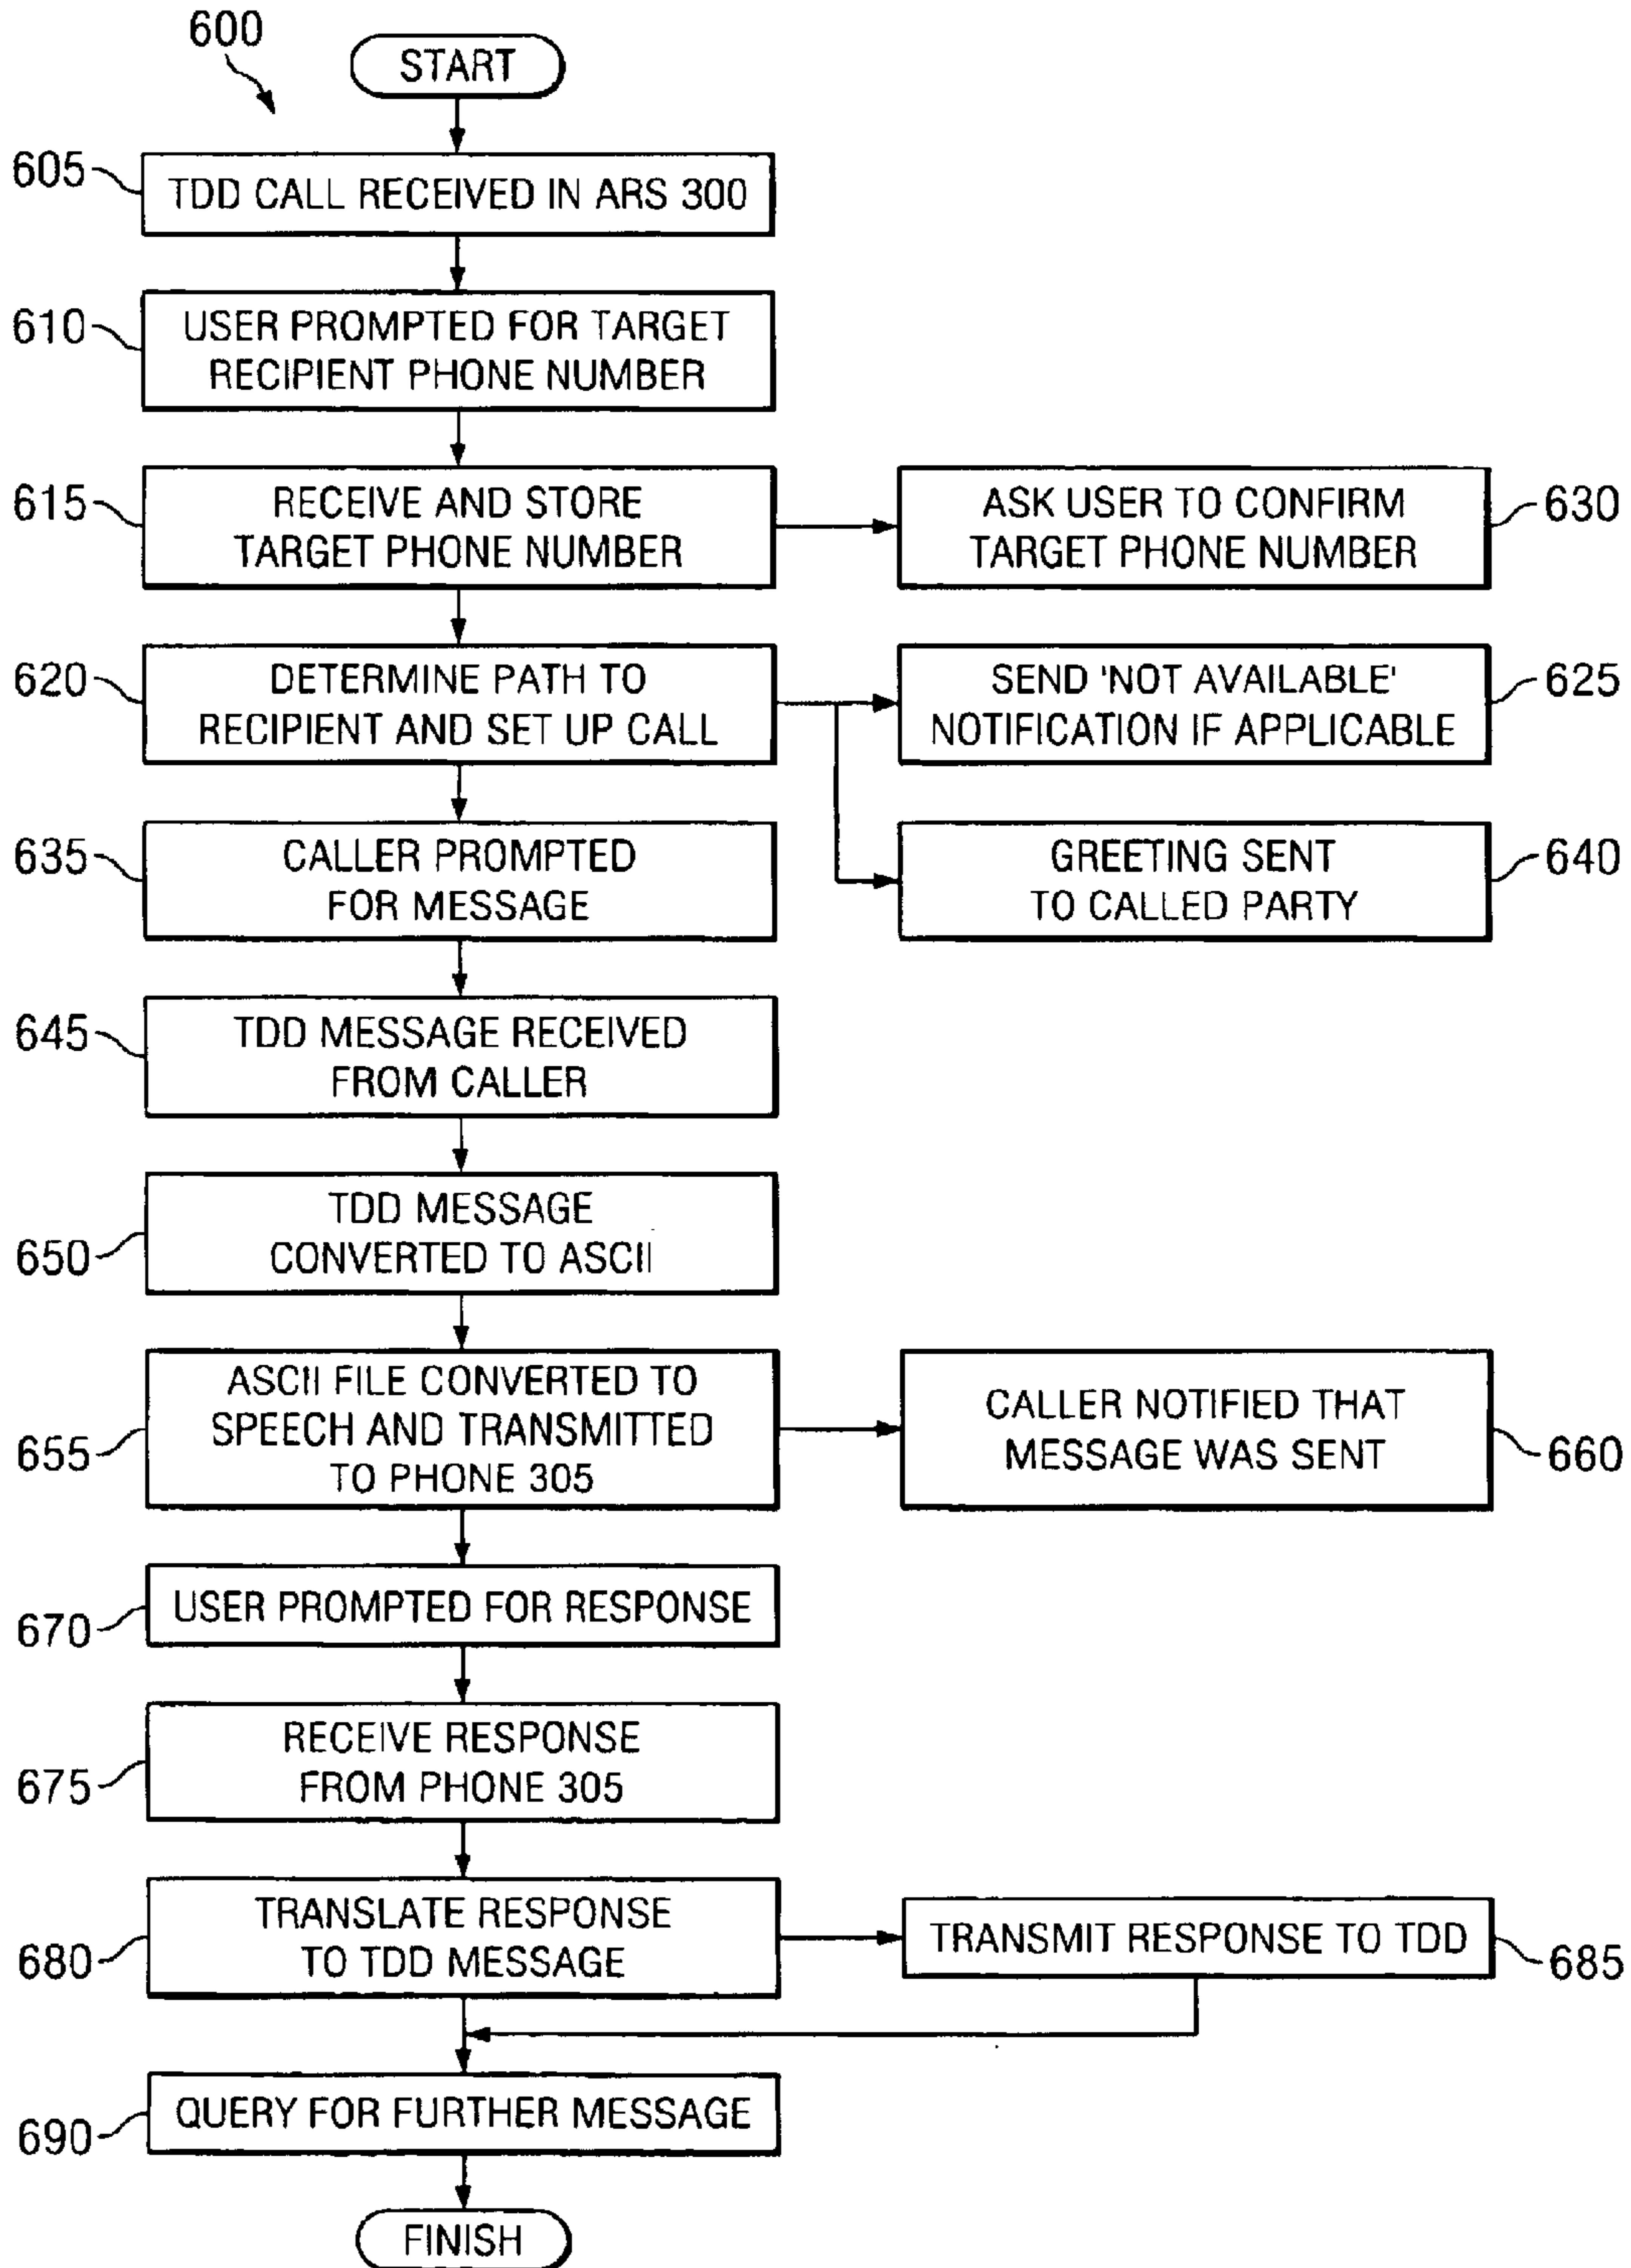 600
START
605
TDD CALL RECEIVED IN ARS 300
610
USER PROMPTED FOR TARGET
RECIPIENT PHONE NUMBER
615
RECEIVE AND STORE
TARGET PHONE NUMBER
ASK USER TO CONFIRM
TARGET PHONE NUMBER
630
620
DETERMINE PATH TO
RECIPIENT AND SET UP CALL
SEND 'NOT AVAILABLE'
NOTIFICATION IF APPLICABLE
625
635
CALLER PROMPTED
FOR MESSAGE
GREETING SENT
TO CALLED PARTY
640
645
TDD MESSAGE RECEIVED
FROM CALLER
650
TDD MESSAGE
CONVERTED TO ASCII
655
ASCII FILE CONVERTED TO
SPEECH AND TRANSMITTED
TO PHONE 305
CALLER NOTIFIED THAT
MESSAGE WAS SENT
660
670
USER PROMPTED FOR RESPONSE
675
RECEIVE RESPONSE
FROM PHONE 305
680
TRANSLATE RESPONSE
TO TDD MESSAGE
TRANSMIT RESPONSE TO TDD
685
690
QUERY FOR FURTHER MESSAGE
FINISH